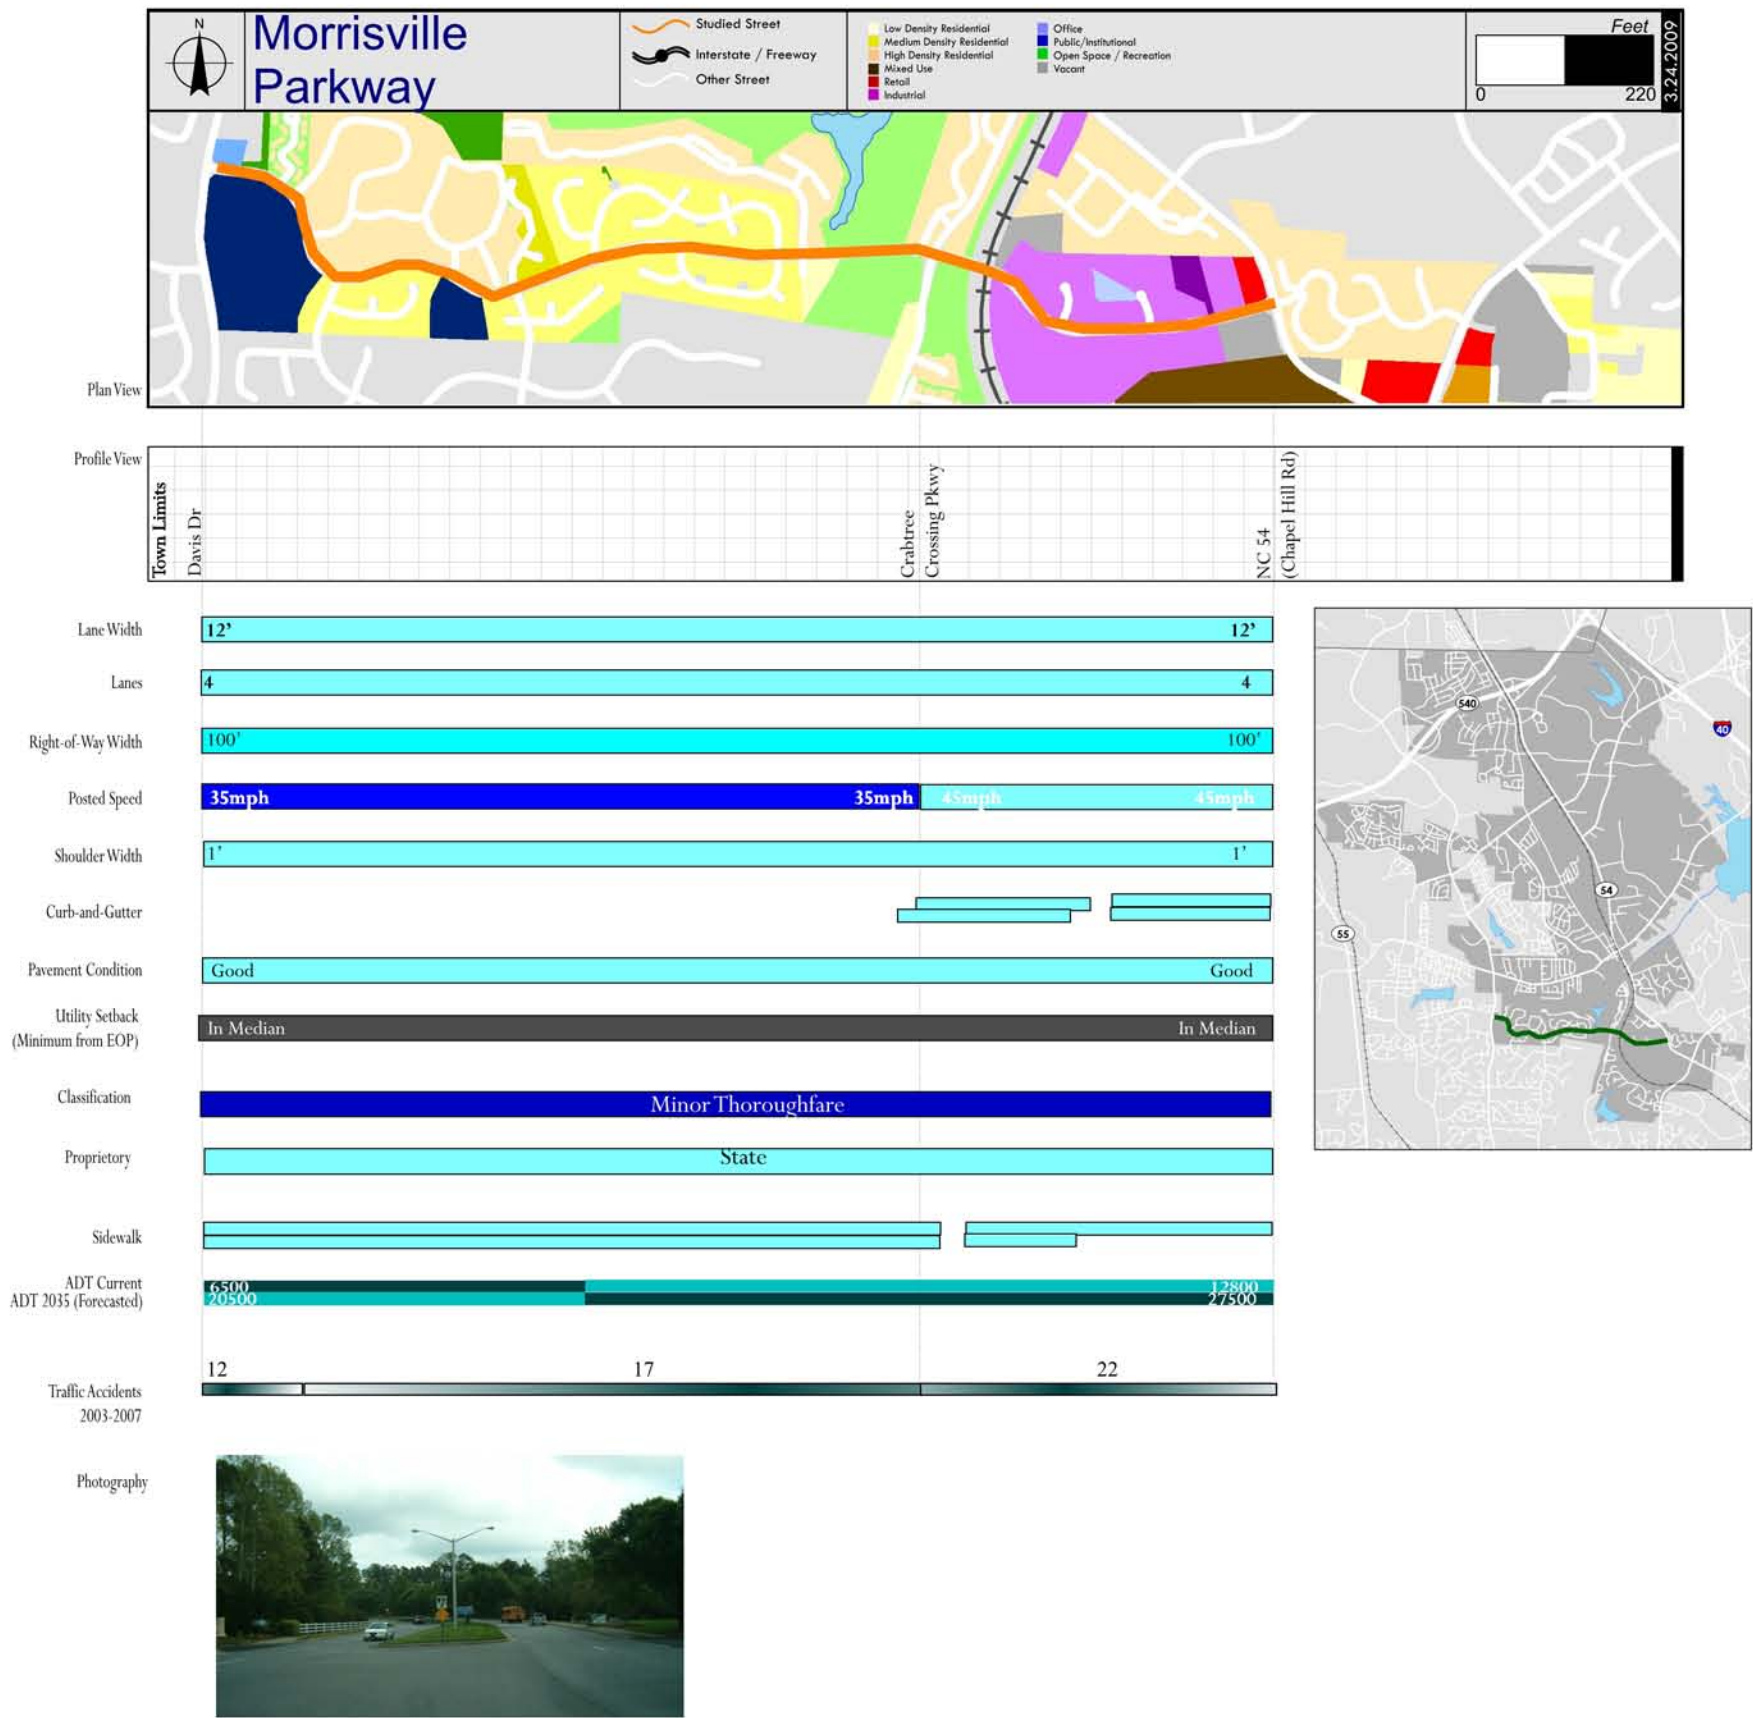 N
Morrisville
Parkway
Studied Street
Interstate / Freeway
Other Street
Low Density Residential
Medium Density Residential
High Density Residential
Mixed Use
Retail
Industrial
Office
Public/Institutional
Open Space / Recreation
Vacant
Feet
0
220
3.24.2009
Plan View
Profile View
Town Limits
Davis Dr
Crabtree
Crossing Pkwy
NC 54
(Chapel Hill Rd)
Lane Width
12’ 12’
Lanes
4 4
Right-of-Way Width
100’ 100’
Posted Speed
35mph 35mph 45mph 45mph
Shoulder Width
1’ 1’
Curb-and-Gutter
Pavement Condition
Good Good
Utility Setback
(Minimum from EOP)
In Median In Median
Classification
Minor Thoroughfare
Proprietory
State
Sidewalk
ADT Current
6500 12800
ADT 2035 (Forecasted)
20500 27500
12 17 22
Traffic Accidents
2003-2007
Photography
540
40
54
55